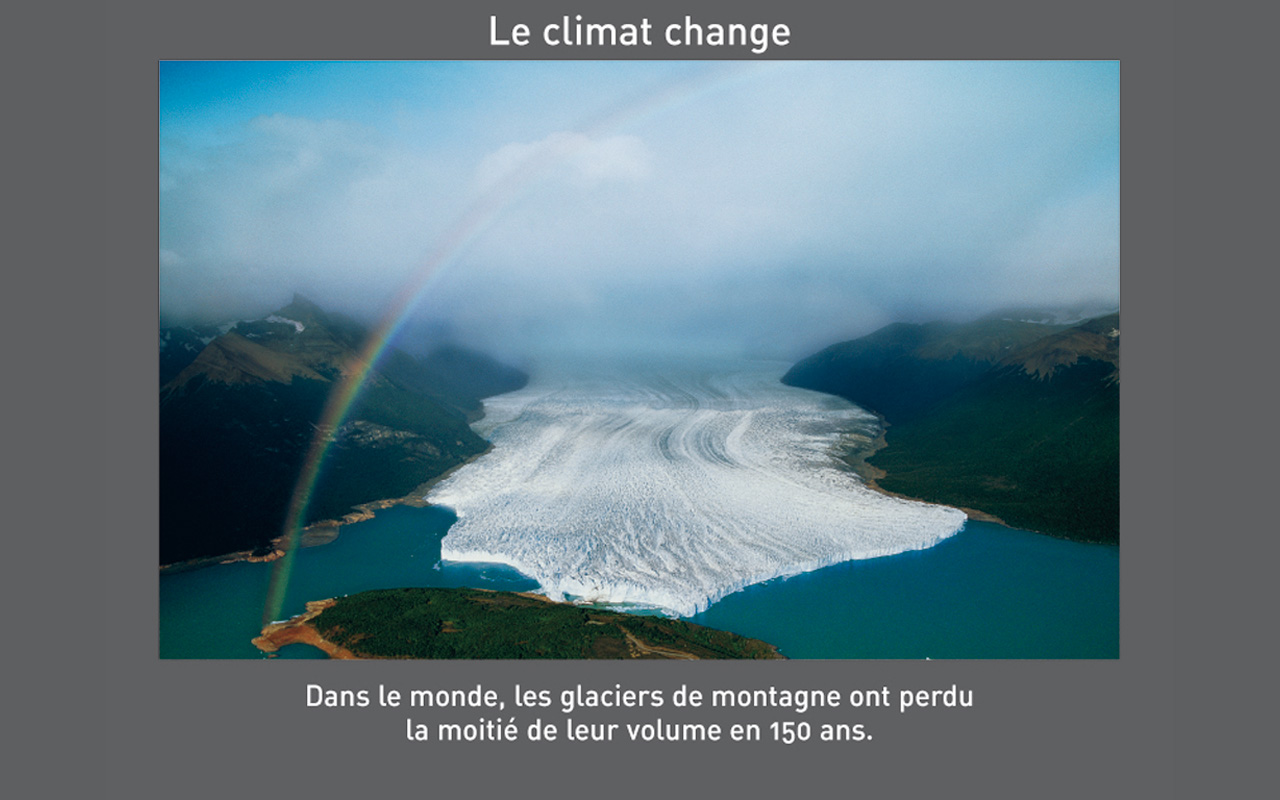 Le climat change
Dans le monde, les glaciers de montagne ont perdu
la moitié de leur volume en 150 ans.